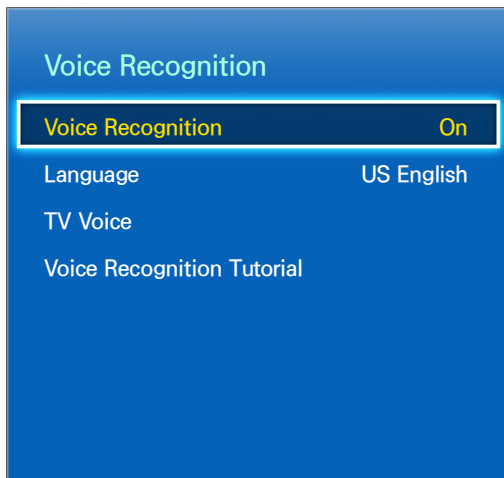 Voice Recognition
Voice Recognition On
Language US English
TV Voice
Voice Recognition Tutorial